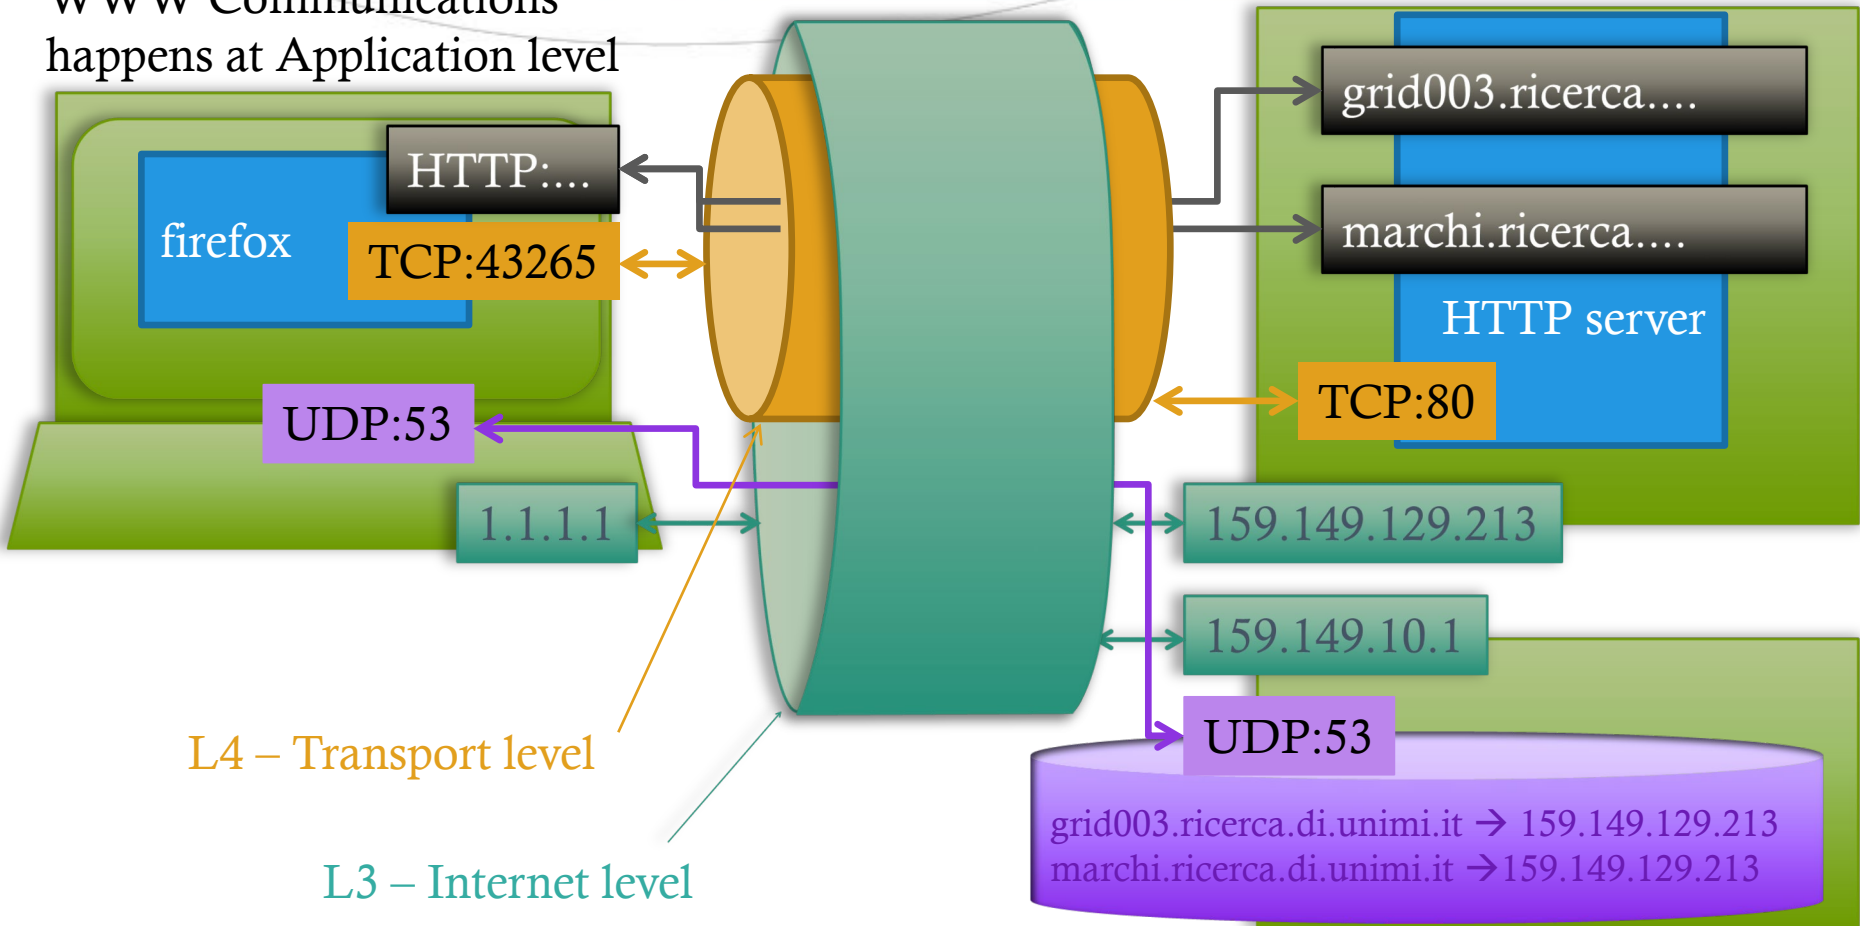 WWW Communications
happens at Application level
HTTP:...
firefox
TCP:43265
UDP:53
1.1.1.1
grid003.ricerca....
marchi.ricerca....
HTTP server
TCP:80
159.149.129.213
159.149.10.1
UDP:53
grid003.ricerca.di.unimi.it → 159.149.129.213
marchi.ricerca.di.unimi.it →159.149.129.213
L4 – Transport level
L3 – Internet level